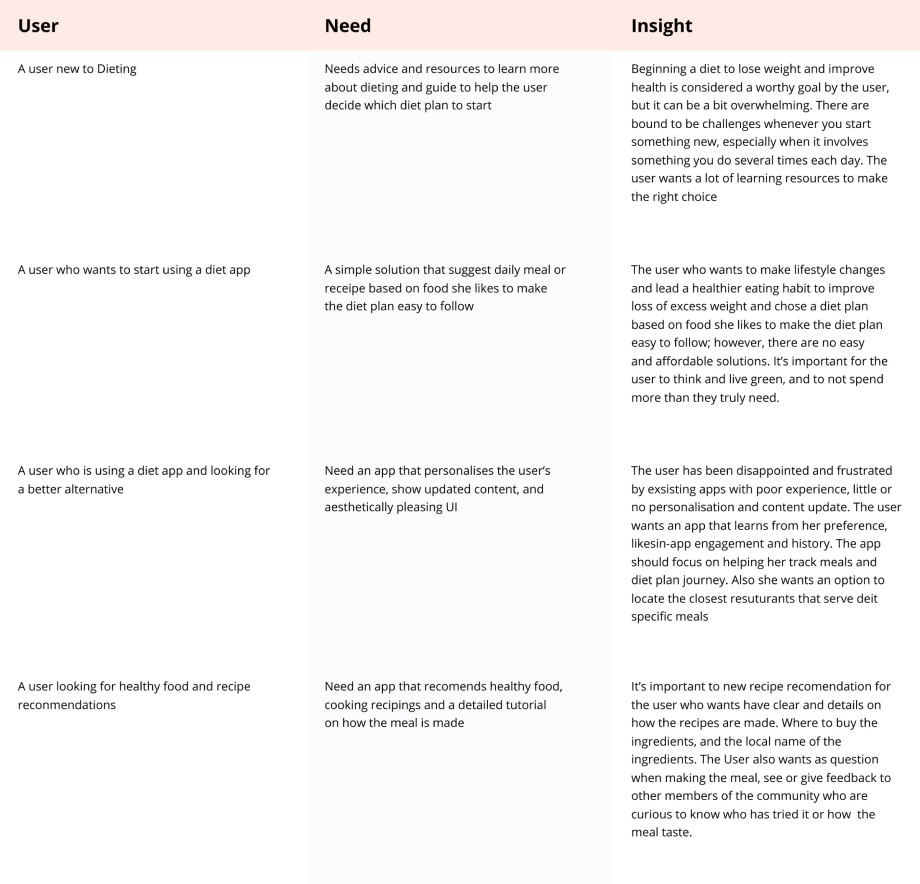 User
Need
Insight
A user new to Dieting
Needs advice and resources to learn more
about dieting and guide to help the user
decide which diet plan to start
Beginning a diet to lose weight and improve
health is considered a worthy goal by the user,
but it can be a bit overwhelming. There are
bound to be challenges whenever you start
something new, especially when it involves
something you do several times each day. The
user wants a lot of learning resources to make
the right choice
A user who wants to start using a diet app
A simple solution that suggest daily meal or
receipe based on food she likes to make
the diet plan easy to follow
The user who wants to make lifestyle changes
and lead a healthier eating habit to improve
loss of excess weight and chose a diet plan
based on food she likes to make the diet plan
easy to follow; however, there are no easy
and affordable solutions. It’s important for the
user to think and live green, and to not spend
more than they truly need.
A user who is using a diet app and looking for
a better alternative
Need an app that personalises the user’s
experience, show updated content, and
aesthetically pleasing UI
The user has been disappointed and frustrated
by exsisting apps with poor experience, little or
no personalisation and content update. The user
wants an app that learns from her preference,
likesin-app engagement and history. The app
should focus on helping her track meals and
diet plan journey. Also she wants an option to
locate the closest resuturants that serve deit
specific meals
A user looking for healthy food and recipe
reconmendations
Need an app that recomends healthy food,
cooking recipings and a detailed tutorial
on how the meal is made
It’s important to new recipe recomendation for
the user who wants have clear and details on
how the recipes are made. Where to buy the
ingredients, and the local name of the
ingredients. The User also wants as question
when making the meal, see or give feedback to
other members of the community who are
curious to know who has tried it or how  the
meal taste.